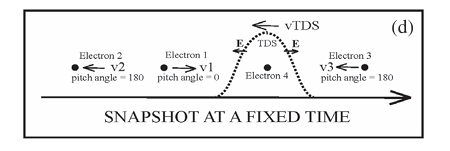 (d)
vTDS
E TDS E
Electron 2 Electron 1 Electron 3
v2 v1 Electron 4 v3
pitch angle = 180 pitch angle = 0 pitch angle = 180
SNAPSHOT AT A FIXED TIME